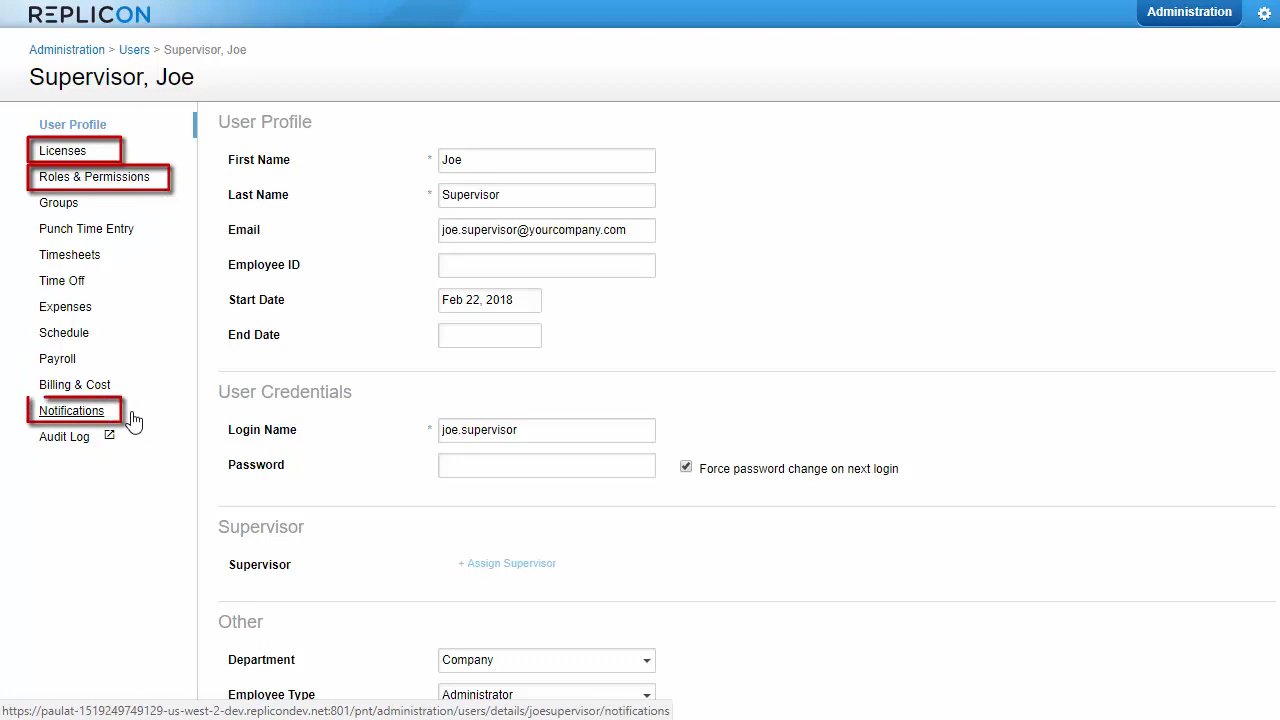 REPLICON
Administration
Administration > Users > Supervisor, Joe
Supervisor, Joe
User Profile
Licenses
Roles & Permissions
Groups
Punch Time Entry
Timesheets
Time Off
Expenses
Schedule
Payroll
Billing & Cost
Notifications
Audit Log
User Profile
First Name * Joe
Last Name * Supervisor
Email joe.supervisor@yourcompany.com
Employee ID
Start Date Feb 22, 2018
End Date
User Credentials
Login Name * joe.supervisor
Password Force password change on next login
Supervisor
Supervisor + Assign Supervisor
Other
Department Company
Employee Type Administrator
https://paulat-1519249749129-us-west-2-dev.replicondev.net:801/pnt/administration/users/details/joesupervisor/notifications